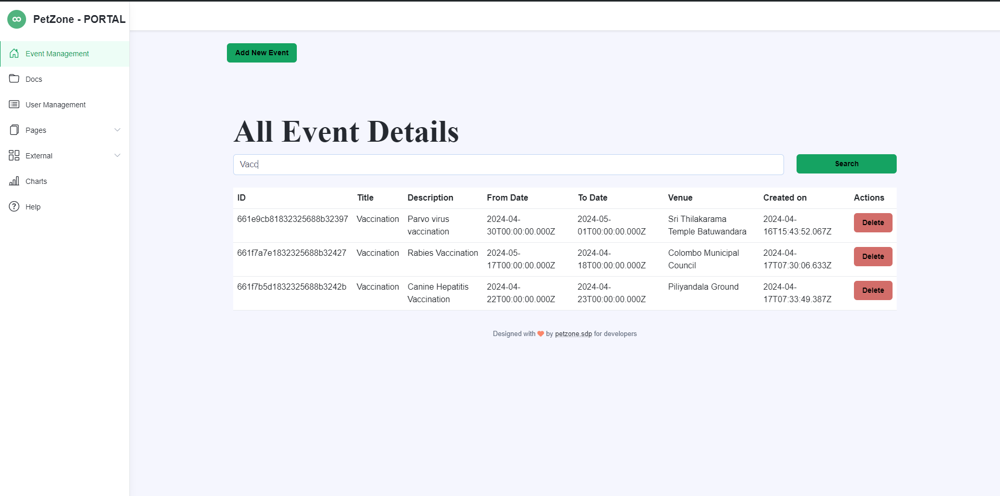 PetZone - PORTAL
Event Management
Docs
User Management
Pages
External
Charts
Help
Add New Event
All Event Details
Vacc
Search
ID Title Description From Date To Date Venue Created on Actions
661e9cb81832325688b32397 Vaccination Parvo virus 2024-04- 2024-05- Sri Thilakarama 2024-04- Delete
vaccination 30T00:00:00.000Z 01T00:00:00.000Z Temple Batuwandara 16T15:43:52.067Z
661f7a7e1832325688b32427 Vaccination Rabies Vaccination 2024-05- 2024-04- Colombo Municipal 2024-04- Delete
17T00:00:00.000Z 18T00:00:00.000Z Council 17T07:30:06.633Z
661f7b5d1832325688b3242b Vaccination Canine Hepatitis 2024-04- 2024-04- Piliyandala Ground 2024-04- Delete
Vaccination 22T00:00:00.000Z 23T00:00:00.000Z 17T07:33:49.387Z
Designed with by petzone.sdp for developers